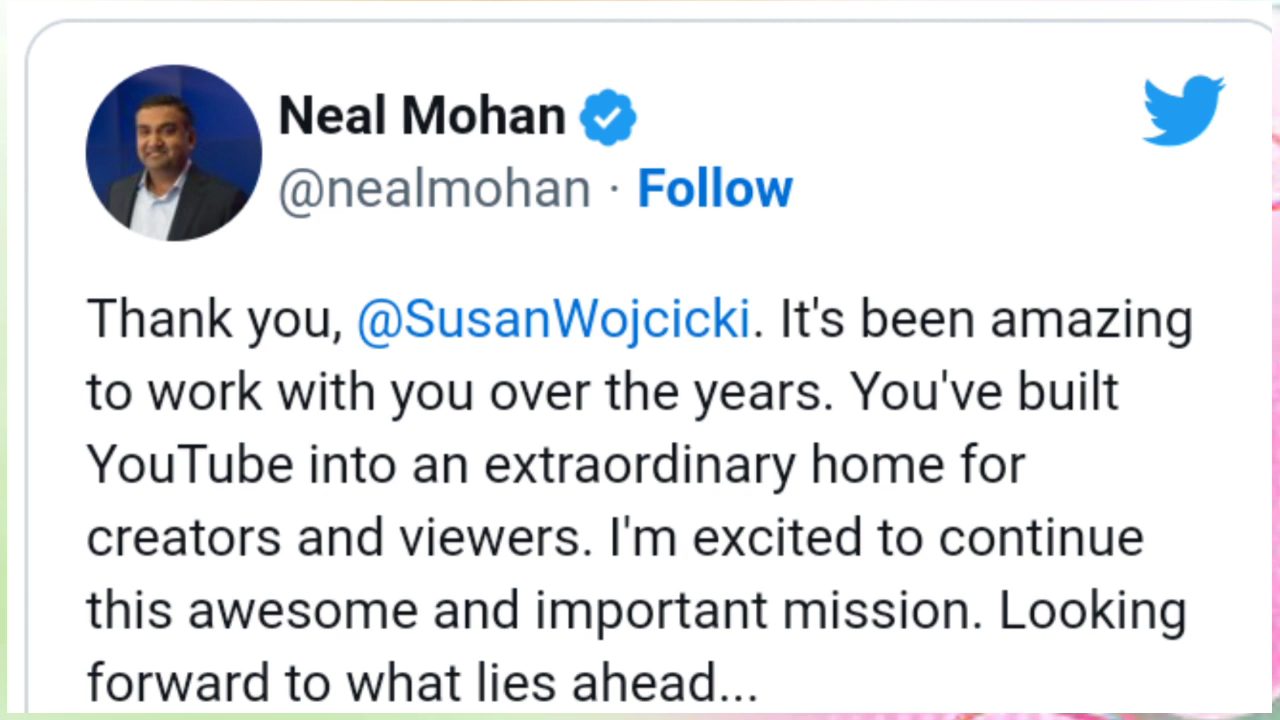 Neal Mohan
@nealmohan · Follow
Thank you, @SusanWojcicki. It's been amazing
to work with you over the years. You've built
YouTube into an extraordinary home for
creators and viewers. I'm excited to continue
this awesome and important mission. Looking
forward to what lies ahead...